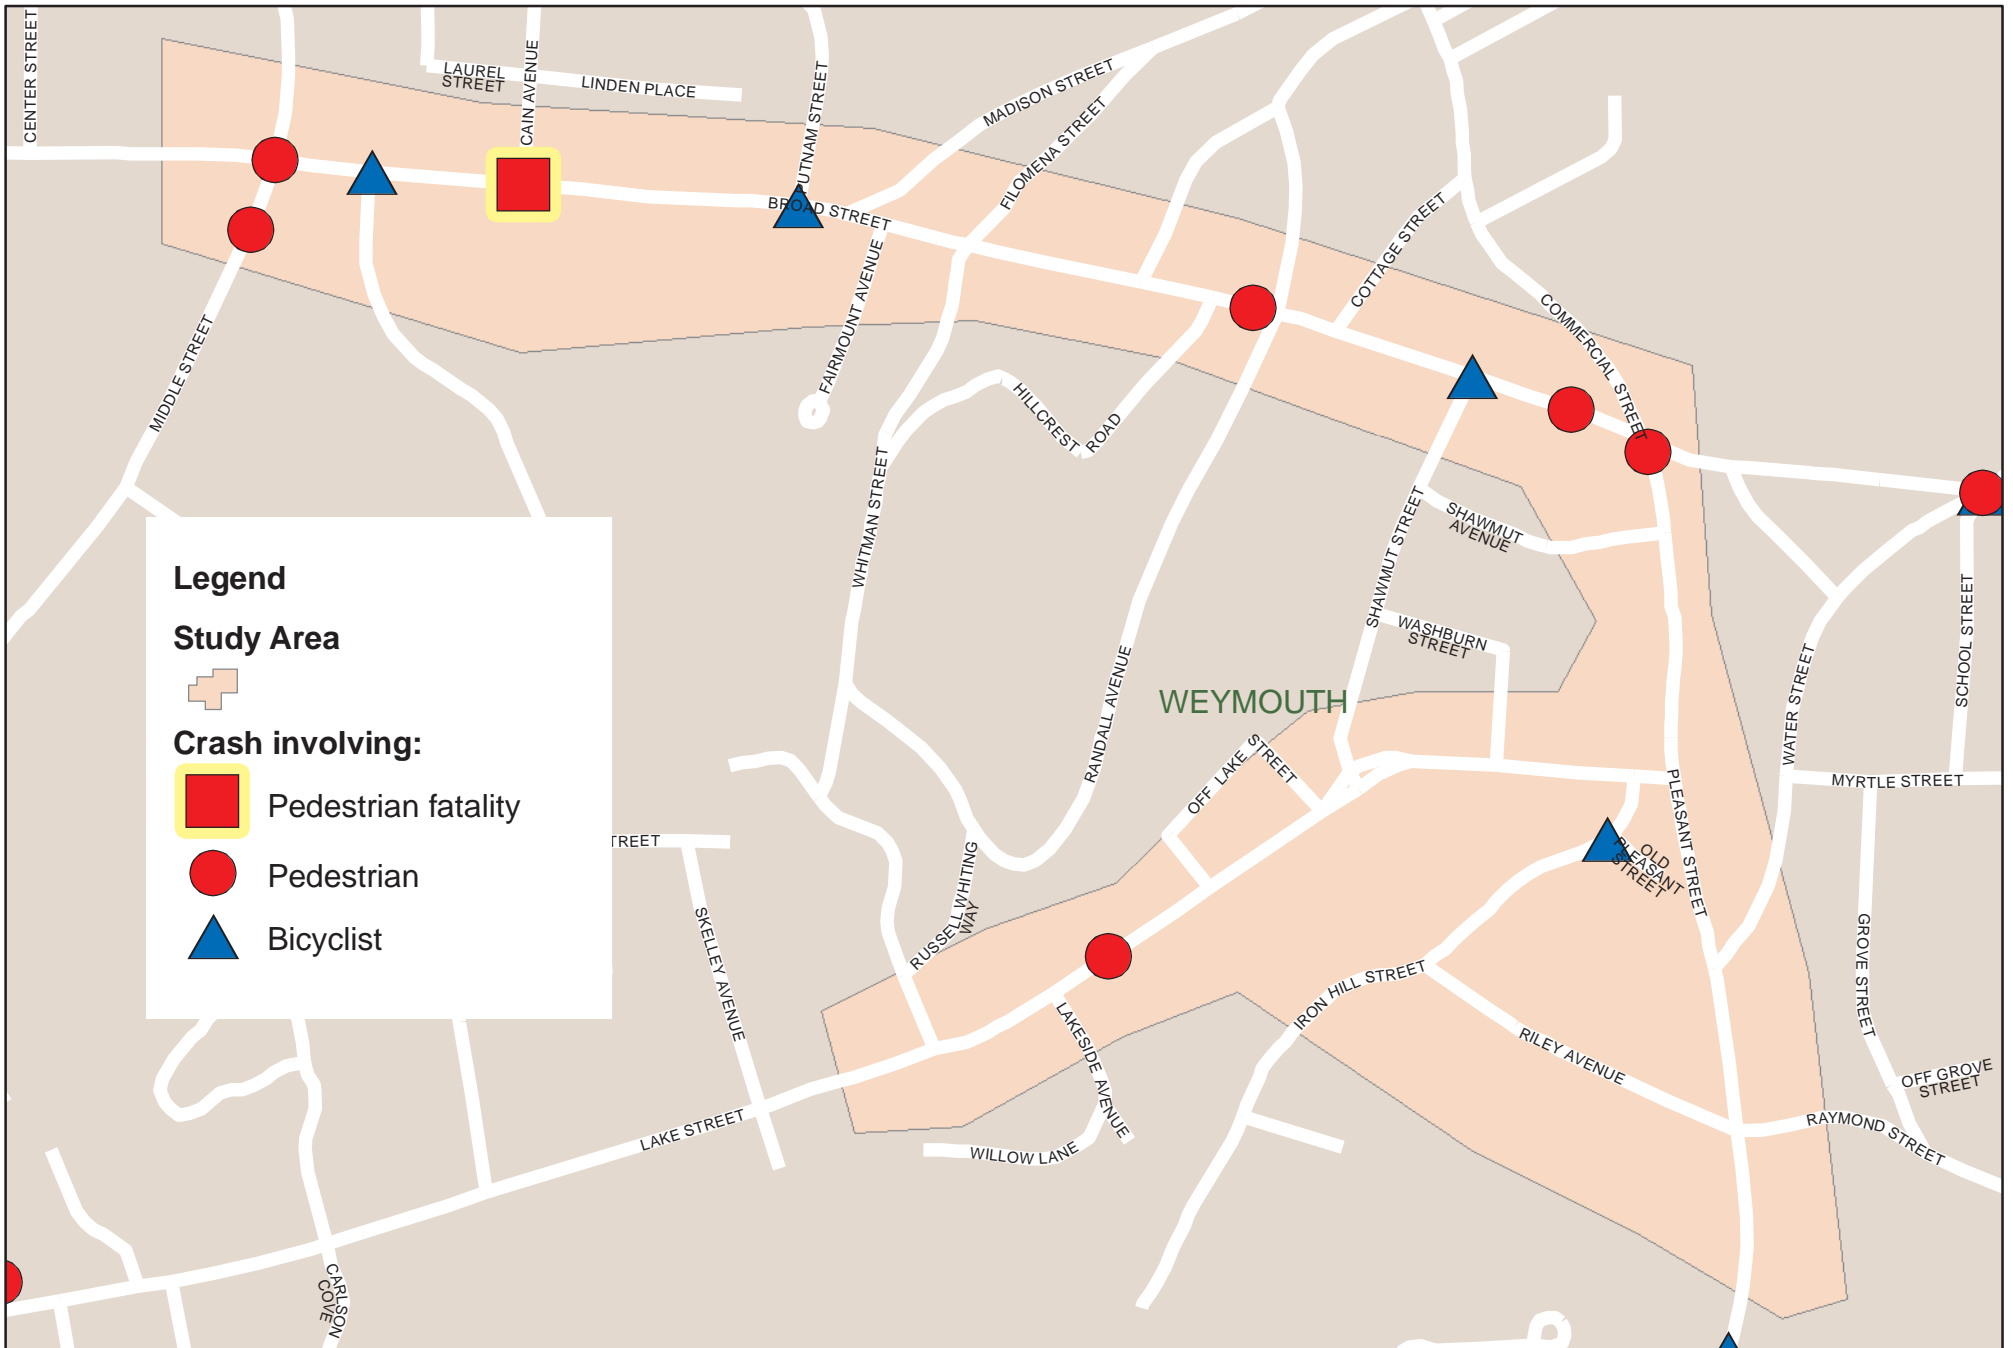 CENTER STREET
LAUREL
STREET
CAIN AVENUE
LINDEN PLACE
PUTNAM STREET
MADISON STREET
FILOMENA STREET
BROAD STREET
FAIRMOUNT AVENUE
COTTAGE STREET
COMMERCIAL STREET
MIDDLE STREET
HILLCREST ROAD
WHITMAN STREET
SHAWMUT STREET
SHAWMUT
AVENUE
WASHBURN
STREET
SCHOOL STREET
WATER STREET
RANDALL AVENUE
WEYMOUTH
OFF LAKE STREET
MYRTLE STREET
PLEASANT STREET
OLD
PLEASANT
STREET
Legend
Study Area
Crash involving:
Pedestrian fatality
Pedestrian
Bicyclist
TREET
SKELLEY AVENUE
RUSSELL WHITING
WAY
GROVE STREET
IRON HILL STREET
LAKESIDE AVENUE
RILEY AVENUE
OFF GROVE
STREET
RAYMOND STREET
LAKE STREET
WILLOW LANE
CARLSON
COVE